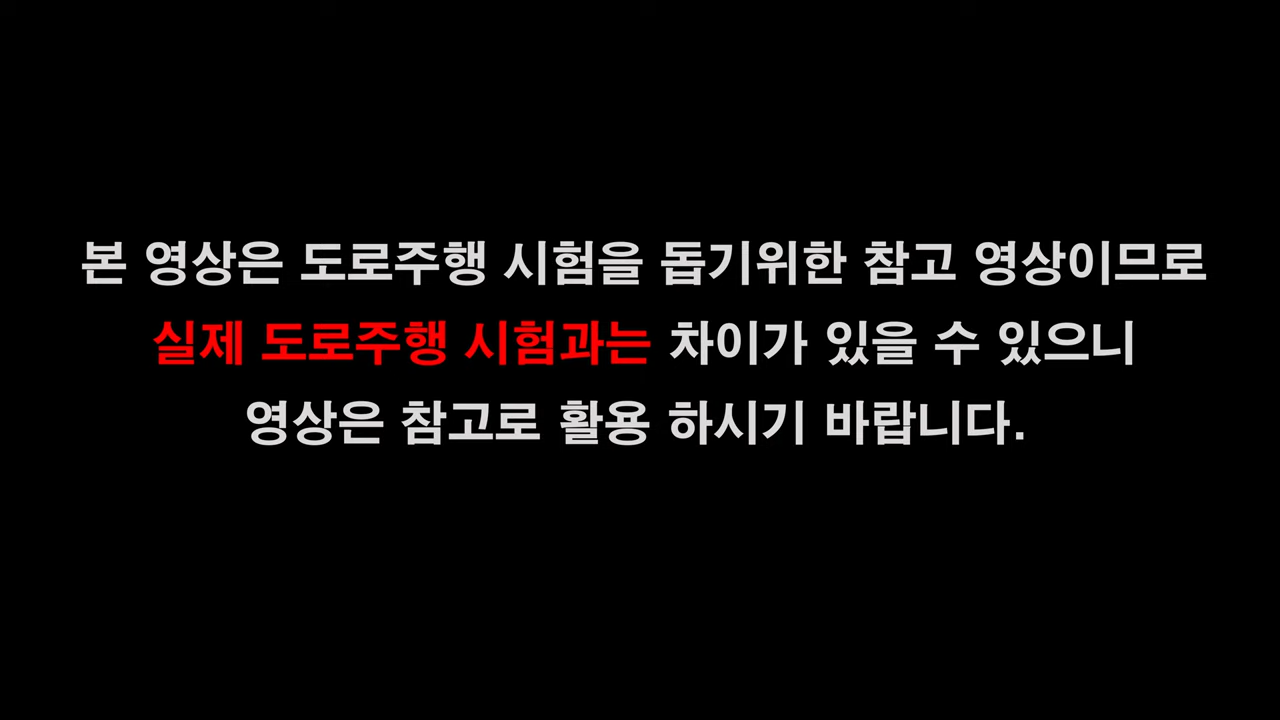 본 영상은 도로주행 시험을 돕기위한 참고 영상이므로
실제 도로주행 시험과는 차이가 있을 수 있으니
영상은 참고로 활용 하시기 바랍니다.